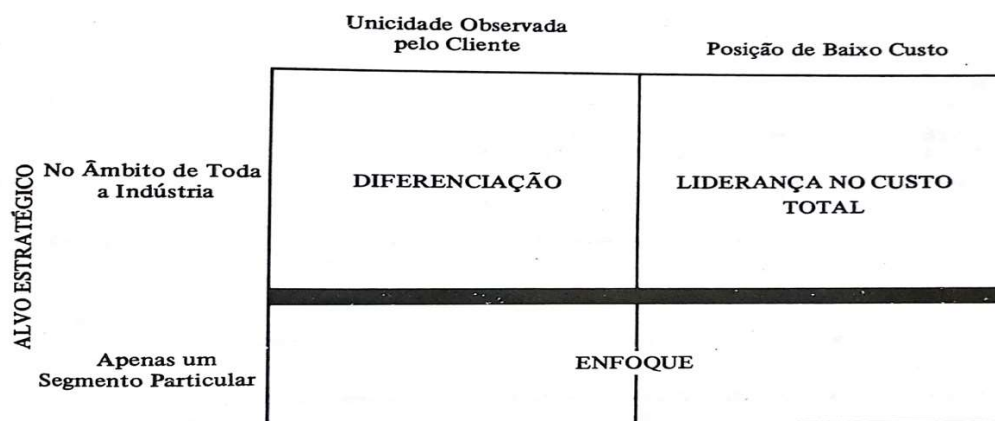 Unicidade Observada
pelo Cliente
Posição de Baixo Custo
ALVO ESTRATÉGICO
No Âmbito de Toda
a Indústria
DIFERENCIAÇÃO
LIDERANÇA NO CUSTO
TOTAL
Apenas um
Segmento Particular
ENFOQUE